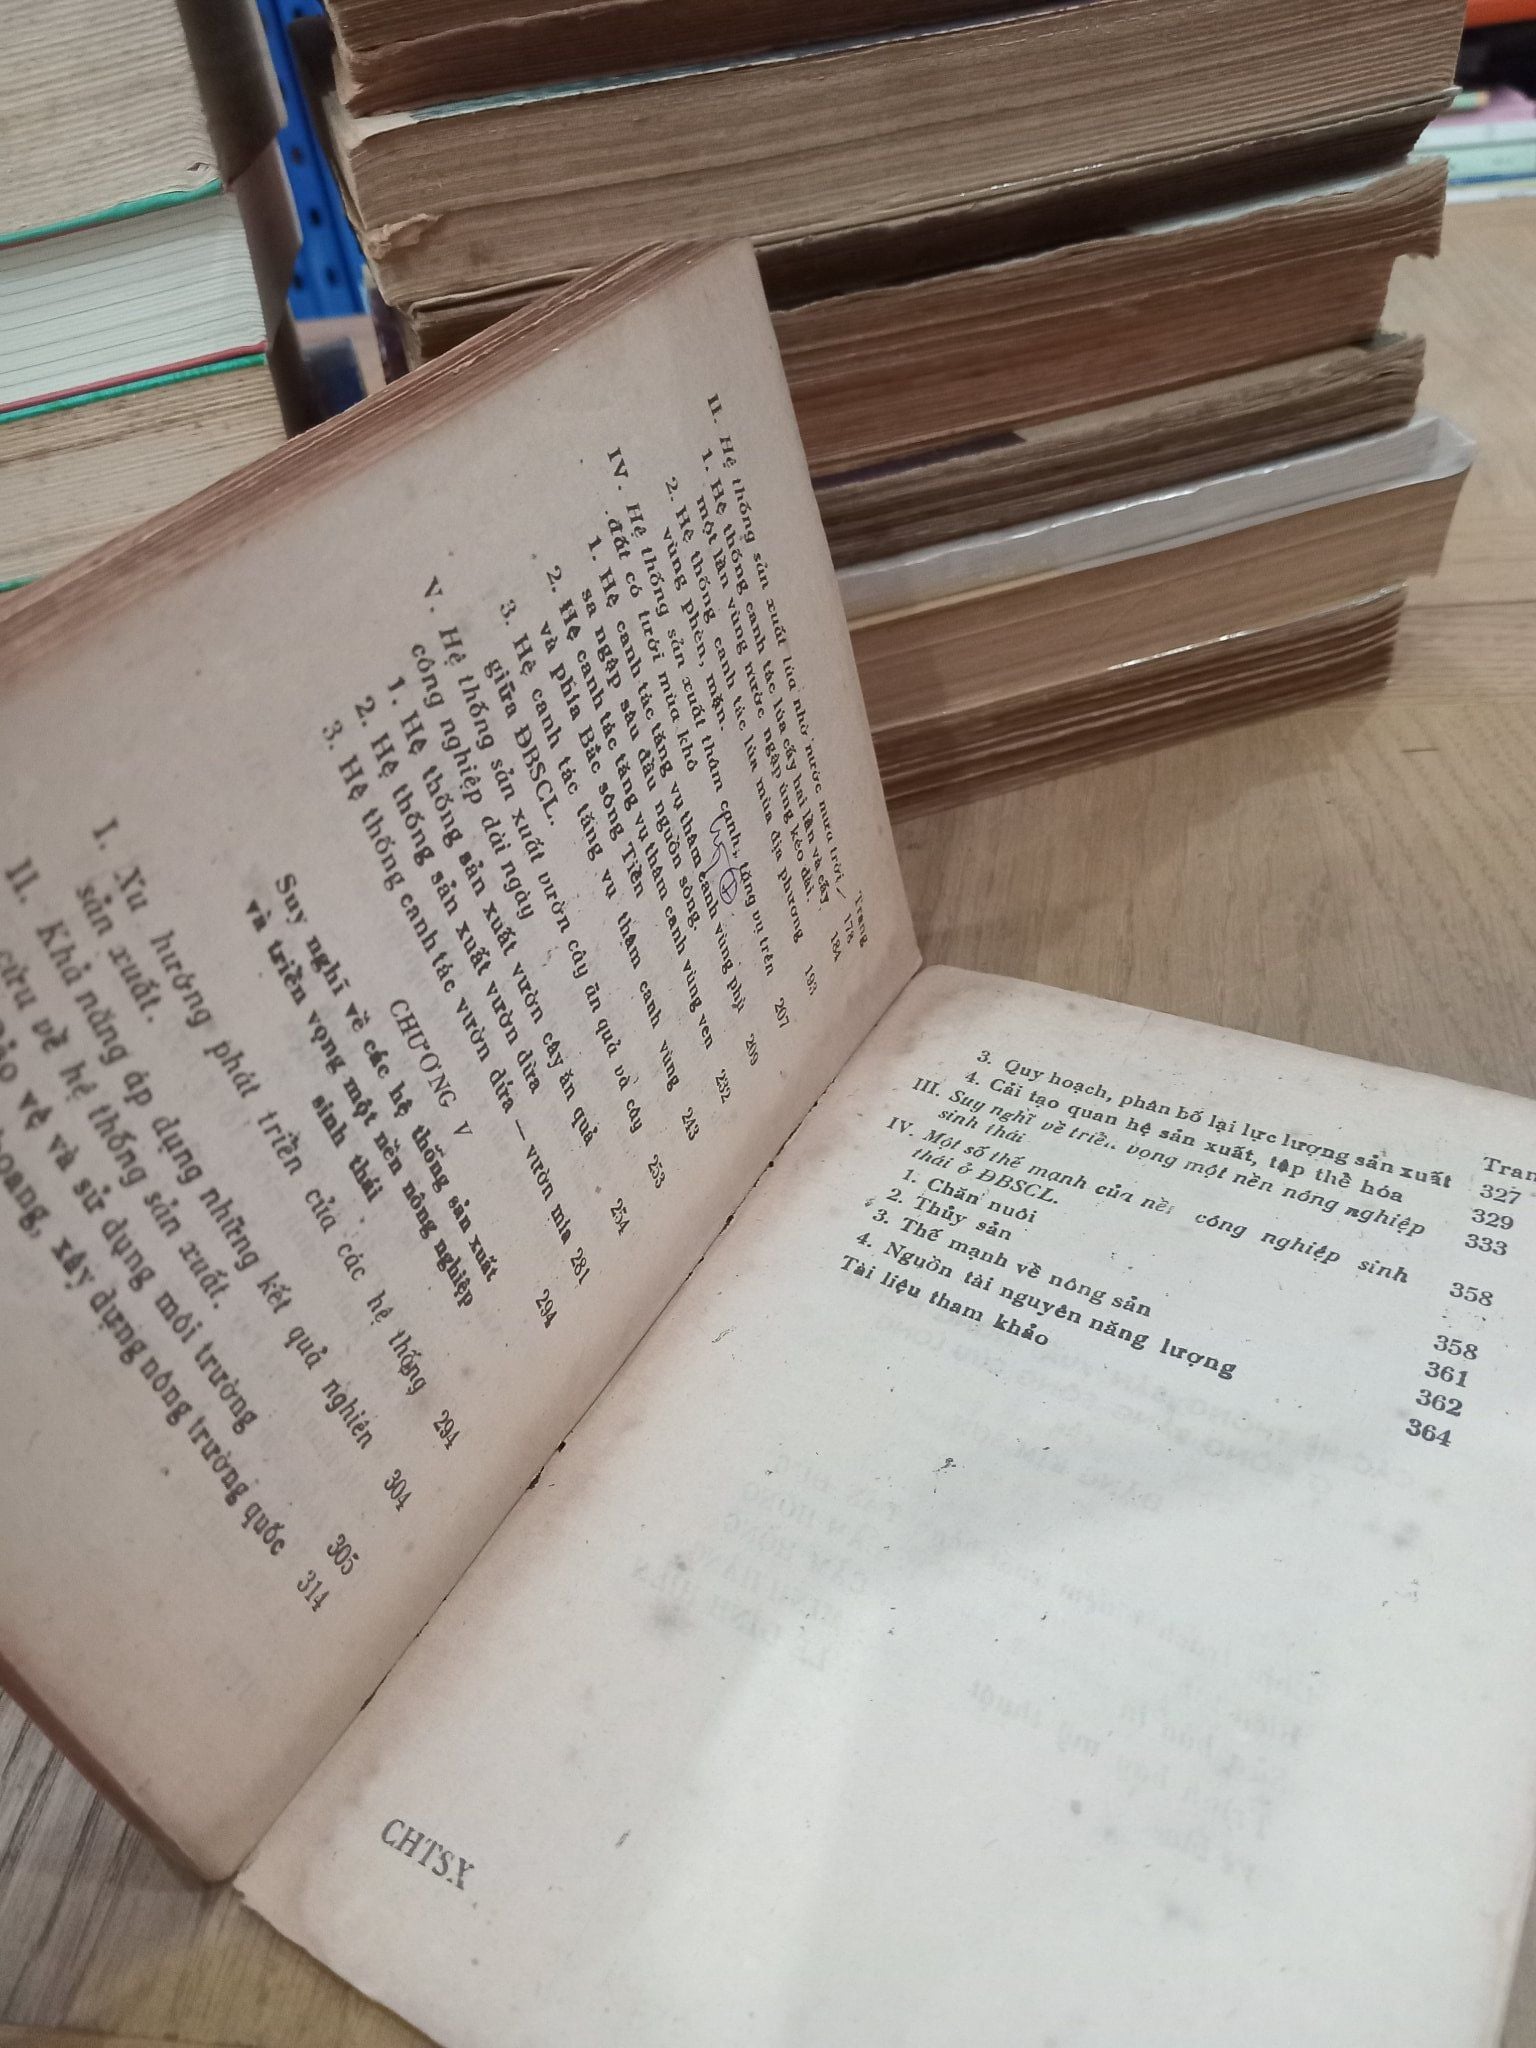 Trang
II. Hệ thống sản xuất lúa nhờ nước mưa trời 178
1. Hệ thống canh tác lúa cấy hai lần và cấy
một lần vùng nước ngập úng kéo dài. 184
2. Hệ thống canh tác lúa mùa địa phương
vùng phèn, mặn. 193
IV. Hệ thống sản xuất thâm canh, tăng vụ trên
đất có tưới mùa khô 207
1. Hệ canh tác tăng vụ thâm canh vùng phù
sa ngập sâu đầu nguồn sông. 209
2. Hệ canh tác tăng vụ thâm canh vùng ven
và phía Bắc sông Tiền 232
3. Hệ canh tác tăng vụ thâm canh vùng
giữa ĐBSCL. 243
V. Hệ thống sản xuất vườn cây ăn quả và cây
công nghiệp dài ngày 253
1. Hệ thống sản xuất vườn cây ăn quả 254
2. Hệ thống sản xuất vườn dừa
3. Hệ thống canh tác vườn dứa — vườn mía 281
CHƯƠNG V
Suy nghĩ về các hệ thống sản xuất
và triển vọng một nền nông nghiệp
sinh thái 294
I. Xu hướng phát triển của các hệ thống
sản xuất. 294
II. Khả năng áp dụng những kết quả nghiên
cứu về hệ thống sản xuất. 304
vệ và sử dụng môi trường 305
hoang, xây dựng nông trường quốc 314
Tran
3. Quy hoạch, phân bố lại lực lượng sản xuất 327
4. Cải tạo quan hệ sản xuất, tập thể hóa 329
III. Suy nghĩ về triển vọng một nền nông nghiệp
sinh thái 333
IV. Một số thế mạnh của nền công nghiệp sinh
thái ở ĐBSCL. 358
1. Chăn nuôi 358
2. Thủy sản 361
3. Thế mạnh về nông sản 362
4. Nguồn tài nguyên năng lượng 364
Tài liệu tham khảo
CHTSX